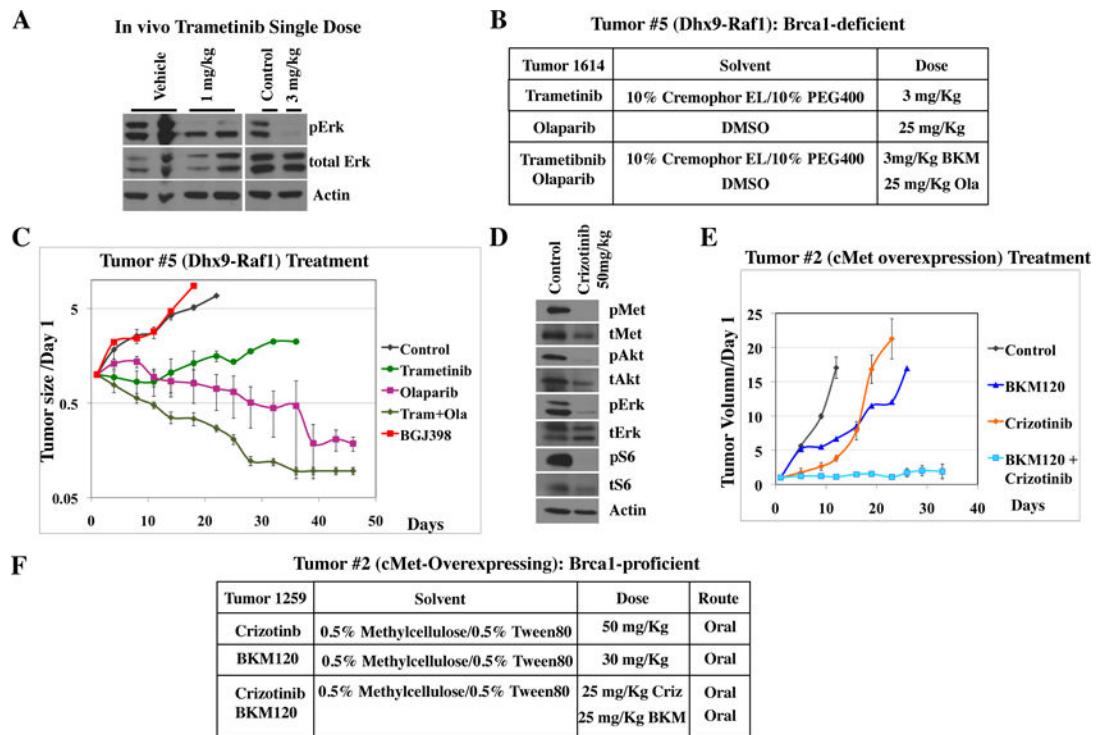 A
In vivo Trametinib Single Dose
Vehicle
1 mg/kg
Control
3 mg/kg
pErk
total Erk
Actin
B
Tumor #5 (Dhx9-Raf1): Brca1-deficient
Tumor 1614 Solvent Dose
Trametinib 10% Cremophor EL/10% PEG400 3 mg/Kg
Olaparib DMSO 25 mg/Kg
Trametibnib 10% Cremophor EL/10% PEG400 3mg/Kg BKM
Olaparib DMSO 25 mg/Kg Ola
C
Tumor #5 (Dhx9-Raf1) Treatment
Tumor size /Day 1
5
0.5
0.05
0 10 20 30 40 50
Days
Control
Trametinib
Olaparib
Tram+Ola
BGJ398
D
Control
Crizotinib
50mg/kg
pMet
tMet
pAkt
tAkt
pErk
tErk
pS6
tS6
Actin
E
Tumor #2 (cMet overexpression) Treatment
Tumor Volumn/Day 1
25
20
15
10
5
0
0 10 20 30
Days
Control
BKM120
Crizotinib
BKM120 +
Crizotinib
F
Tumor #2 (cMet-Overexpressing): Brca1-proficient
Tumor 1259 Solvent Dose Route
Crizotinb 0.5% Methylcellulose/0.5% Tween80 50 mg/Kg Oral
BKM120 0.5% Methylcellulose/0.5% Tween80 30 mg/Kg Oral
Crizotinib 0.5% Methylcellulose/0.5% Tween80 25 mg/Kg Criz Oral
BKM120 25 mg/Kg BKM Oral